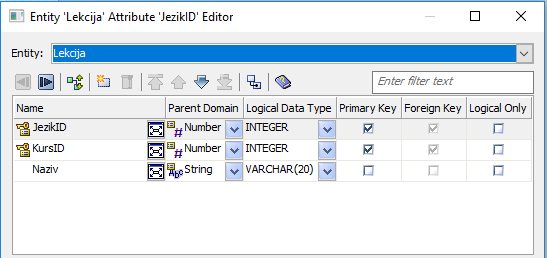 Entity 'Lekcija' Attribute 'JezikID' Editor
Entity: Lekcija
Enter filter text
Name Parent Domain Logical Data Type Primary Key Foreign Key Logical Only
JezikID Number INTEGER
KursID Number INTEGER
Naziv String VARCHAR(20)